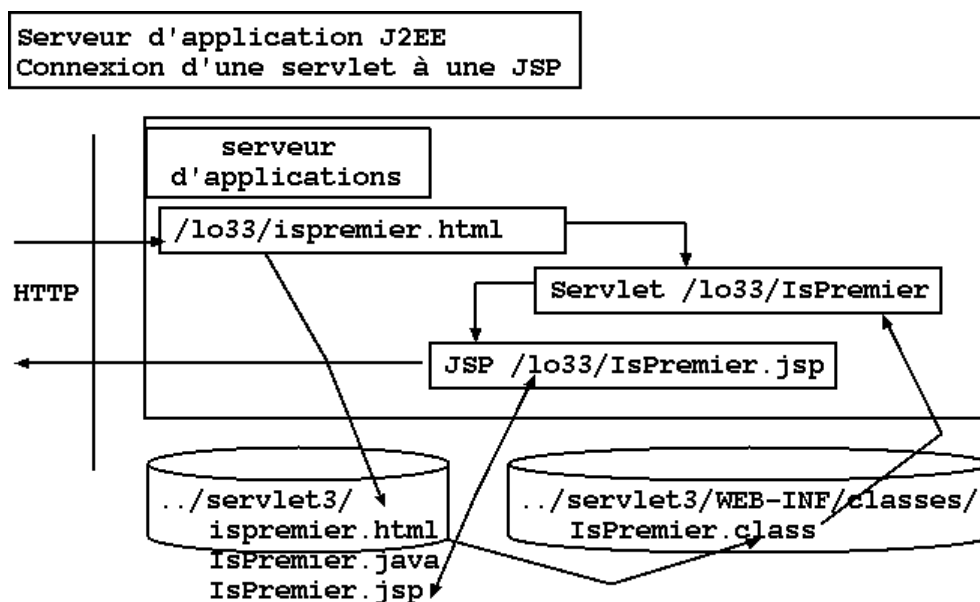 Serveur d'application J2EE
Connexion d'une servlet à une JSP
serveur
d'applications
/lo33/ispremier.html
HTTP
Servlet /lo33/IsPremier
JSP /lo33/IsPremier.jsp
../servlet3/
ispremier.html
IsPremier.java
IsPremier.jsp
../servlet3/WEB-INF/classes/
IsPremier.class